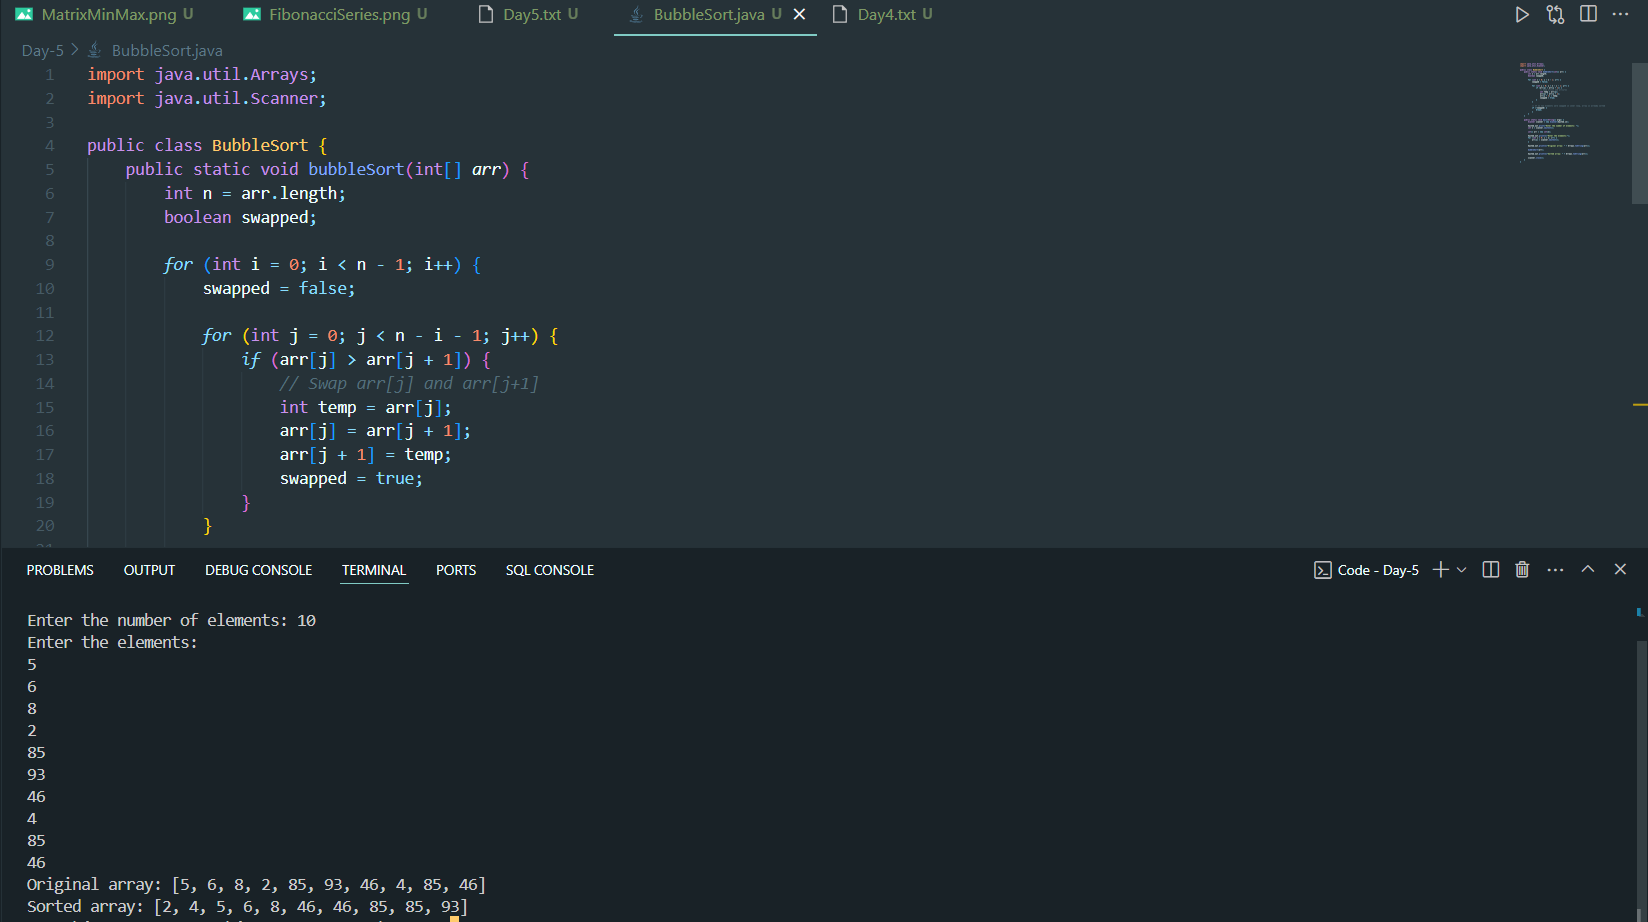 MatrixMinMax.png U FibonacciSeries.png U Day5.txt U BubbleSort.java U Day4.txt U
Day-5 > BubbleSort.java
1 import java.util.Arrays;
2 import java.util.Scanner;
3
4 public class BubbleSort {
5 public static void bubbleSort(int[] arr) {
6 int n = arr.length;
7 boolean swapped;
8
9 for (int i = 0; i < n - 1; i++) {
10 swapped = false;
11
12 for (int j = 0; j < n - i - 1; j++) {
13 if (arr[j] > arr[j + 1]) {
14 // Swap arr[j] and arr[j+1]
15 int temp = arr[j];
16 arr[j] = arr[j + 1];
17 arr[j + 1] = temp;
18 swapped = true;
19 }
20 }
PROBLEMS OUTPUT DEBUG CONSOLE TERMINAL PORTS SQL CONSOLE Code - Day-5
Enter the number of elements: 10
Enter the elements:
5
6
8
2
85
93
46
4
85
46
Original array: [5, 6, 8, 2, 85, 93, 46, 4, 85, 46]
Sorted array: [2, 4, 5, 6, 8, 46, 46, 85, 85, 93]